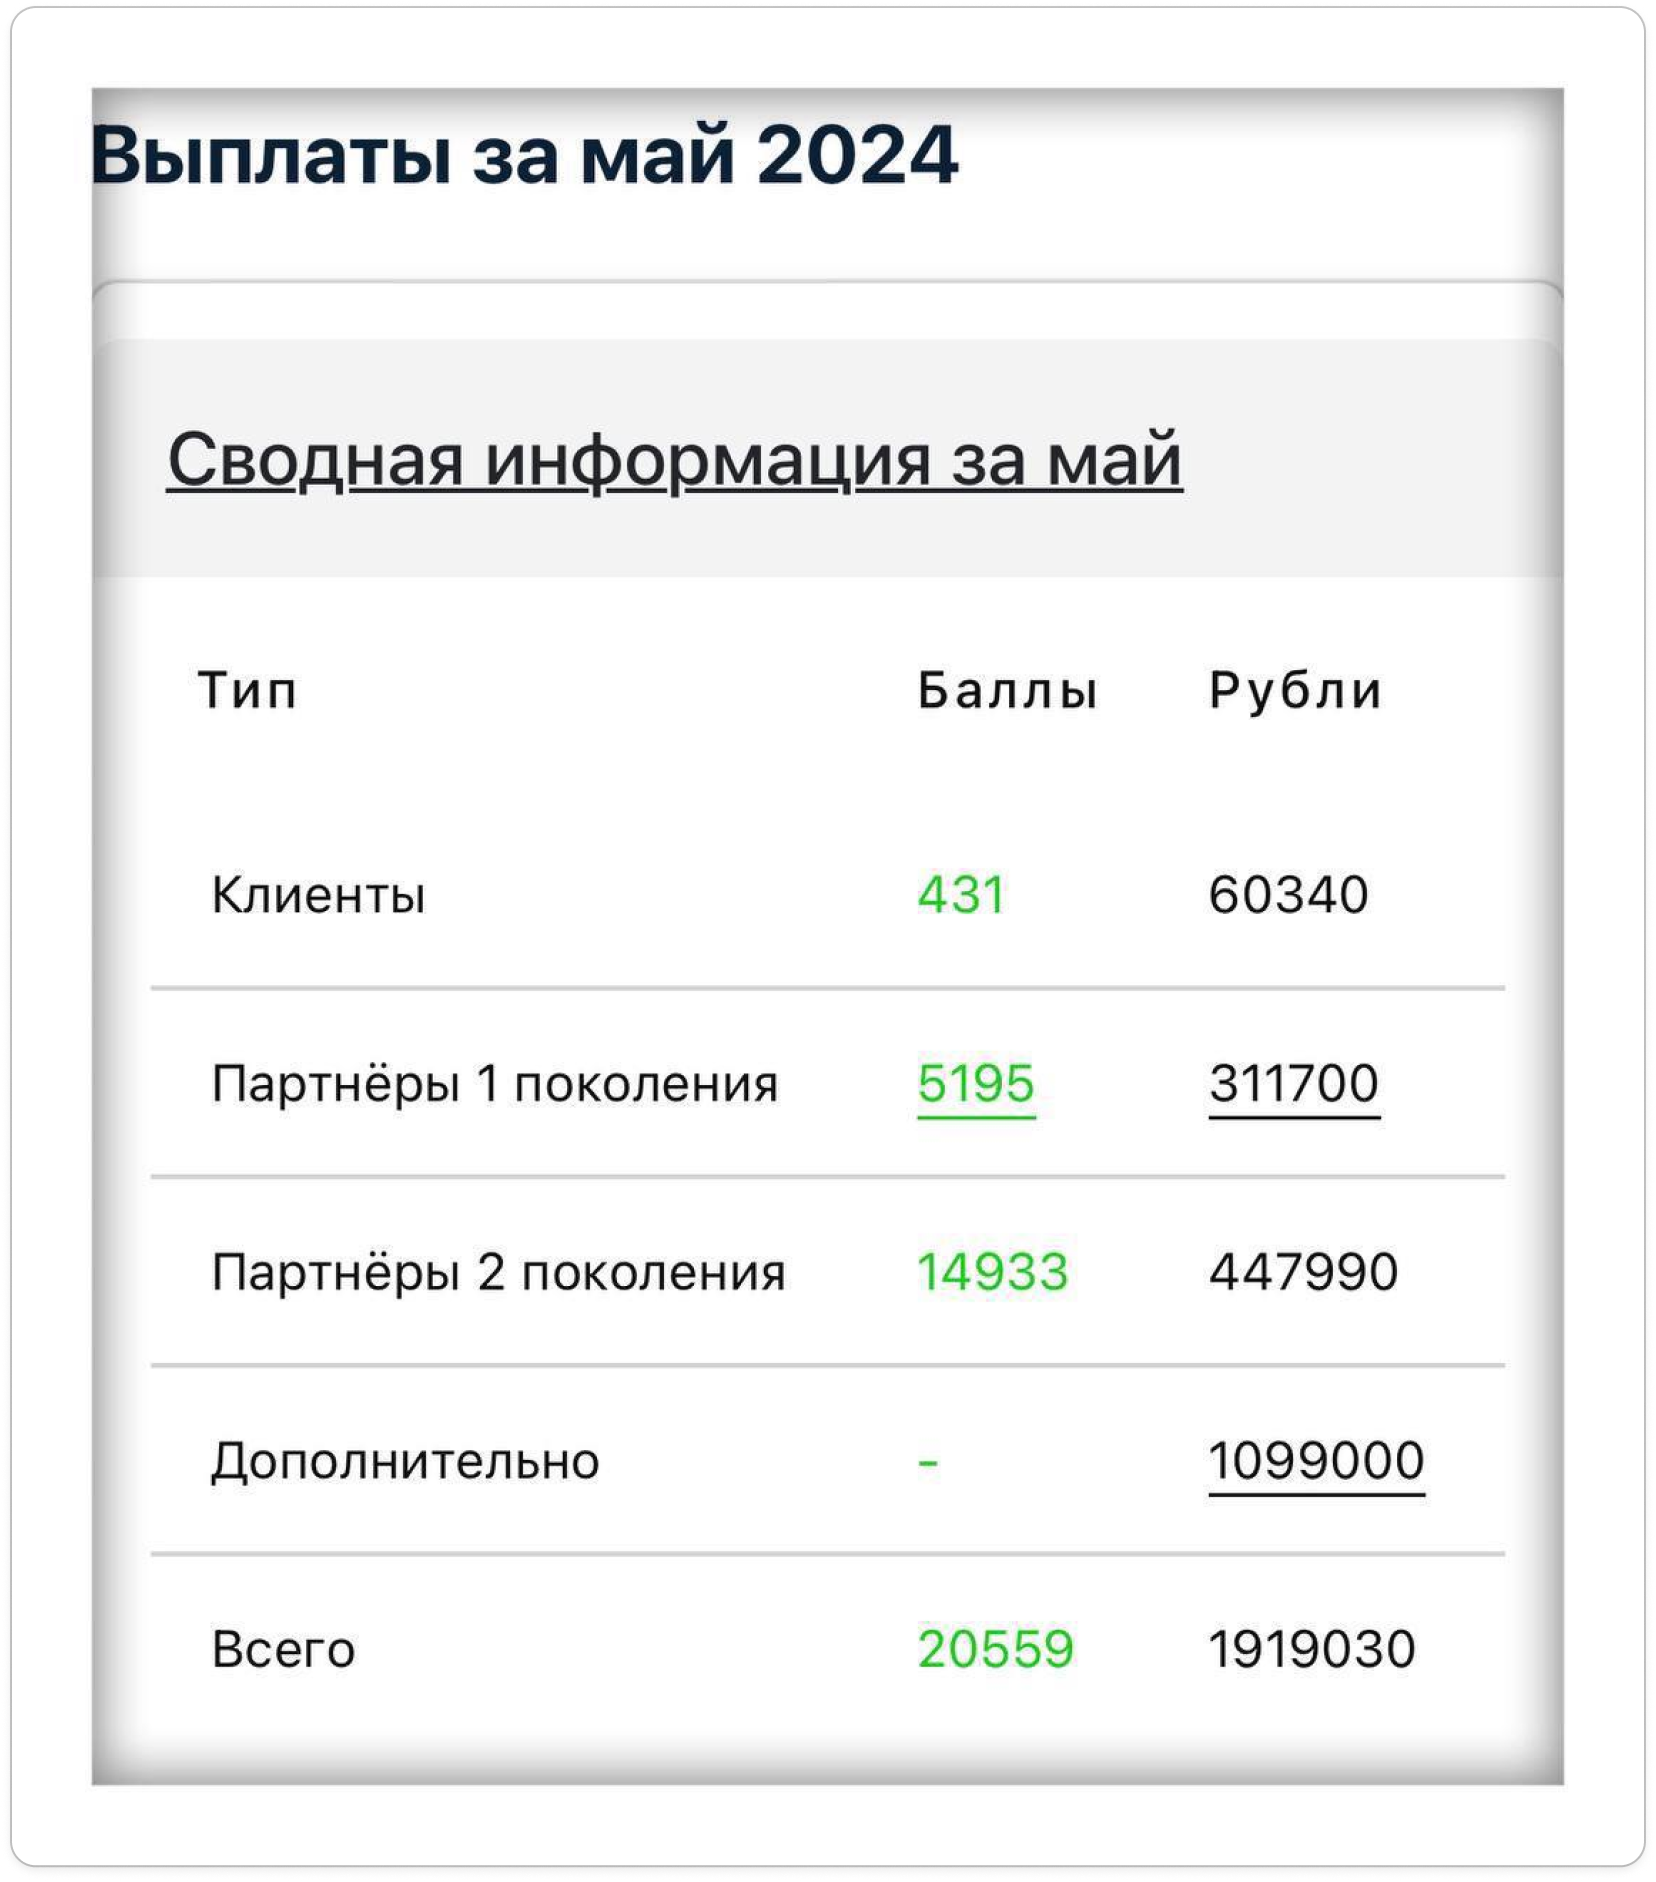 Выплаты за май 2024
Сводная информация за май
Тип Баллы Рубли
Клиенты 431 60340
Партнёры 1 поколения 5195 311700
Партнёры 2 поколения 14933 447990
Дополнительно - 1099000
Всего 20559 1919030